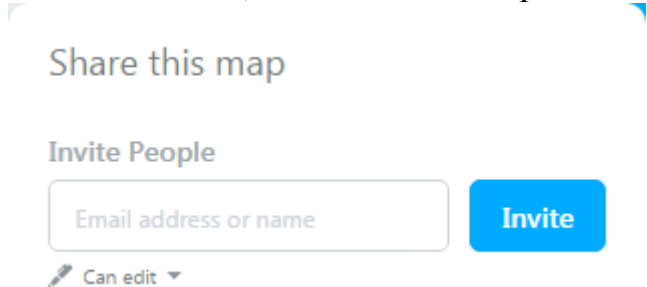 Share this map
Invite People
Email address or name
Invite
Can edit